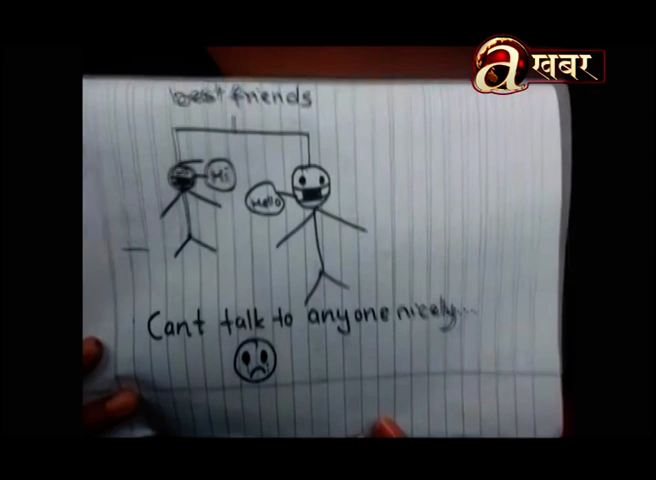 a खबर
best friends
Hi
Hello
Cant talk to anyone nicely...